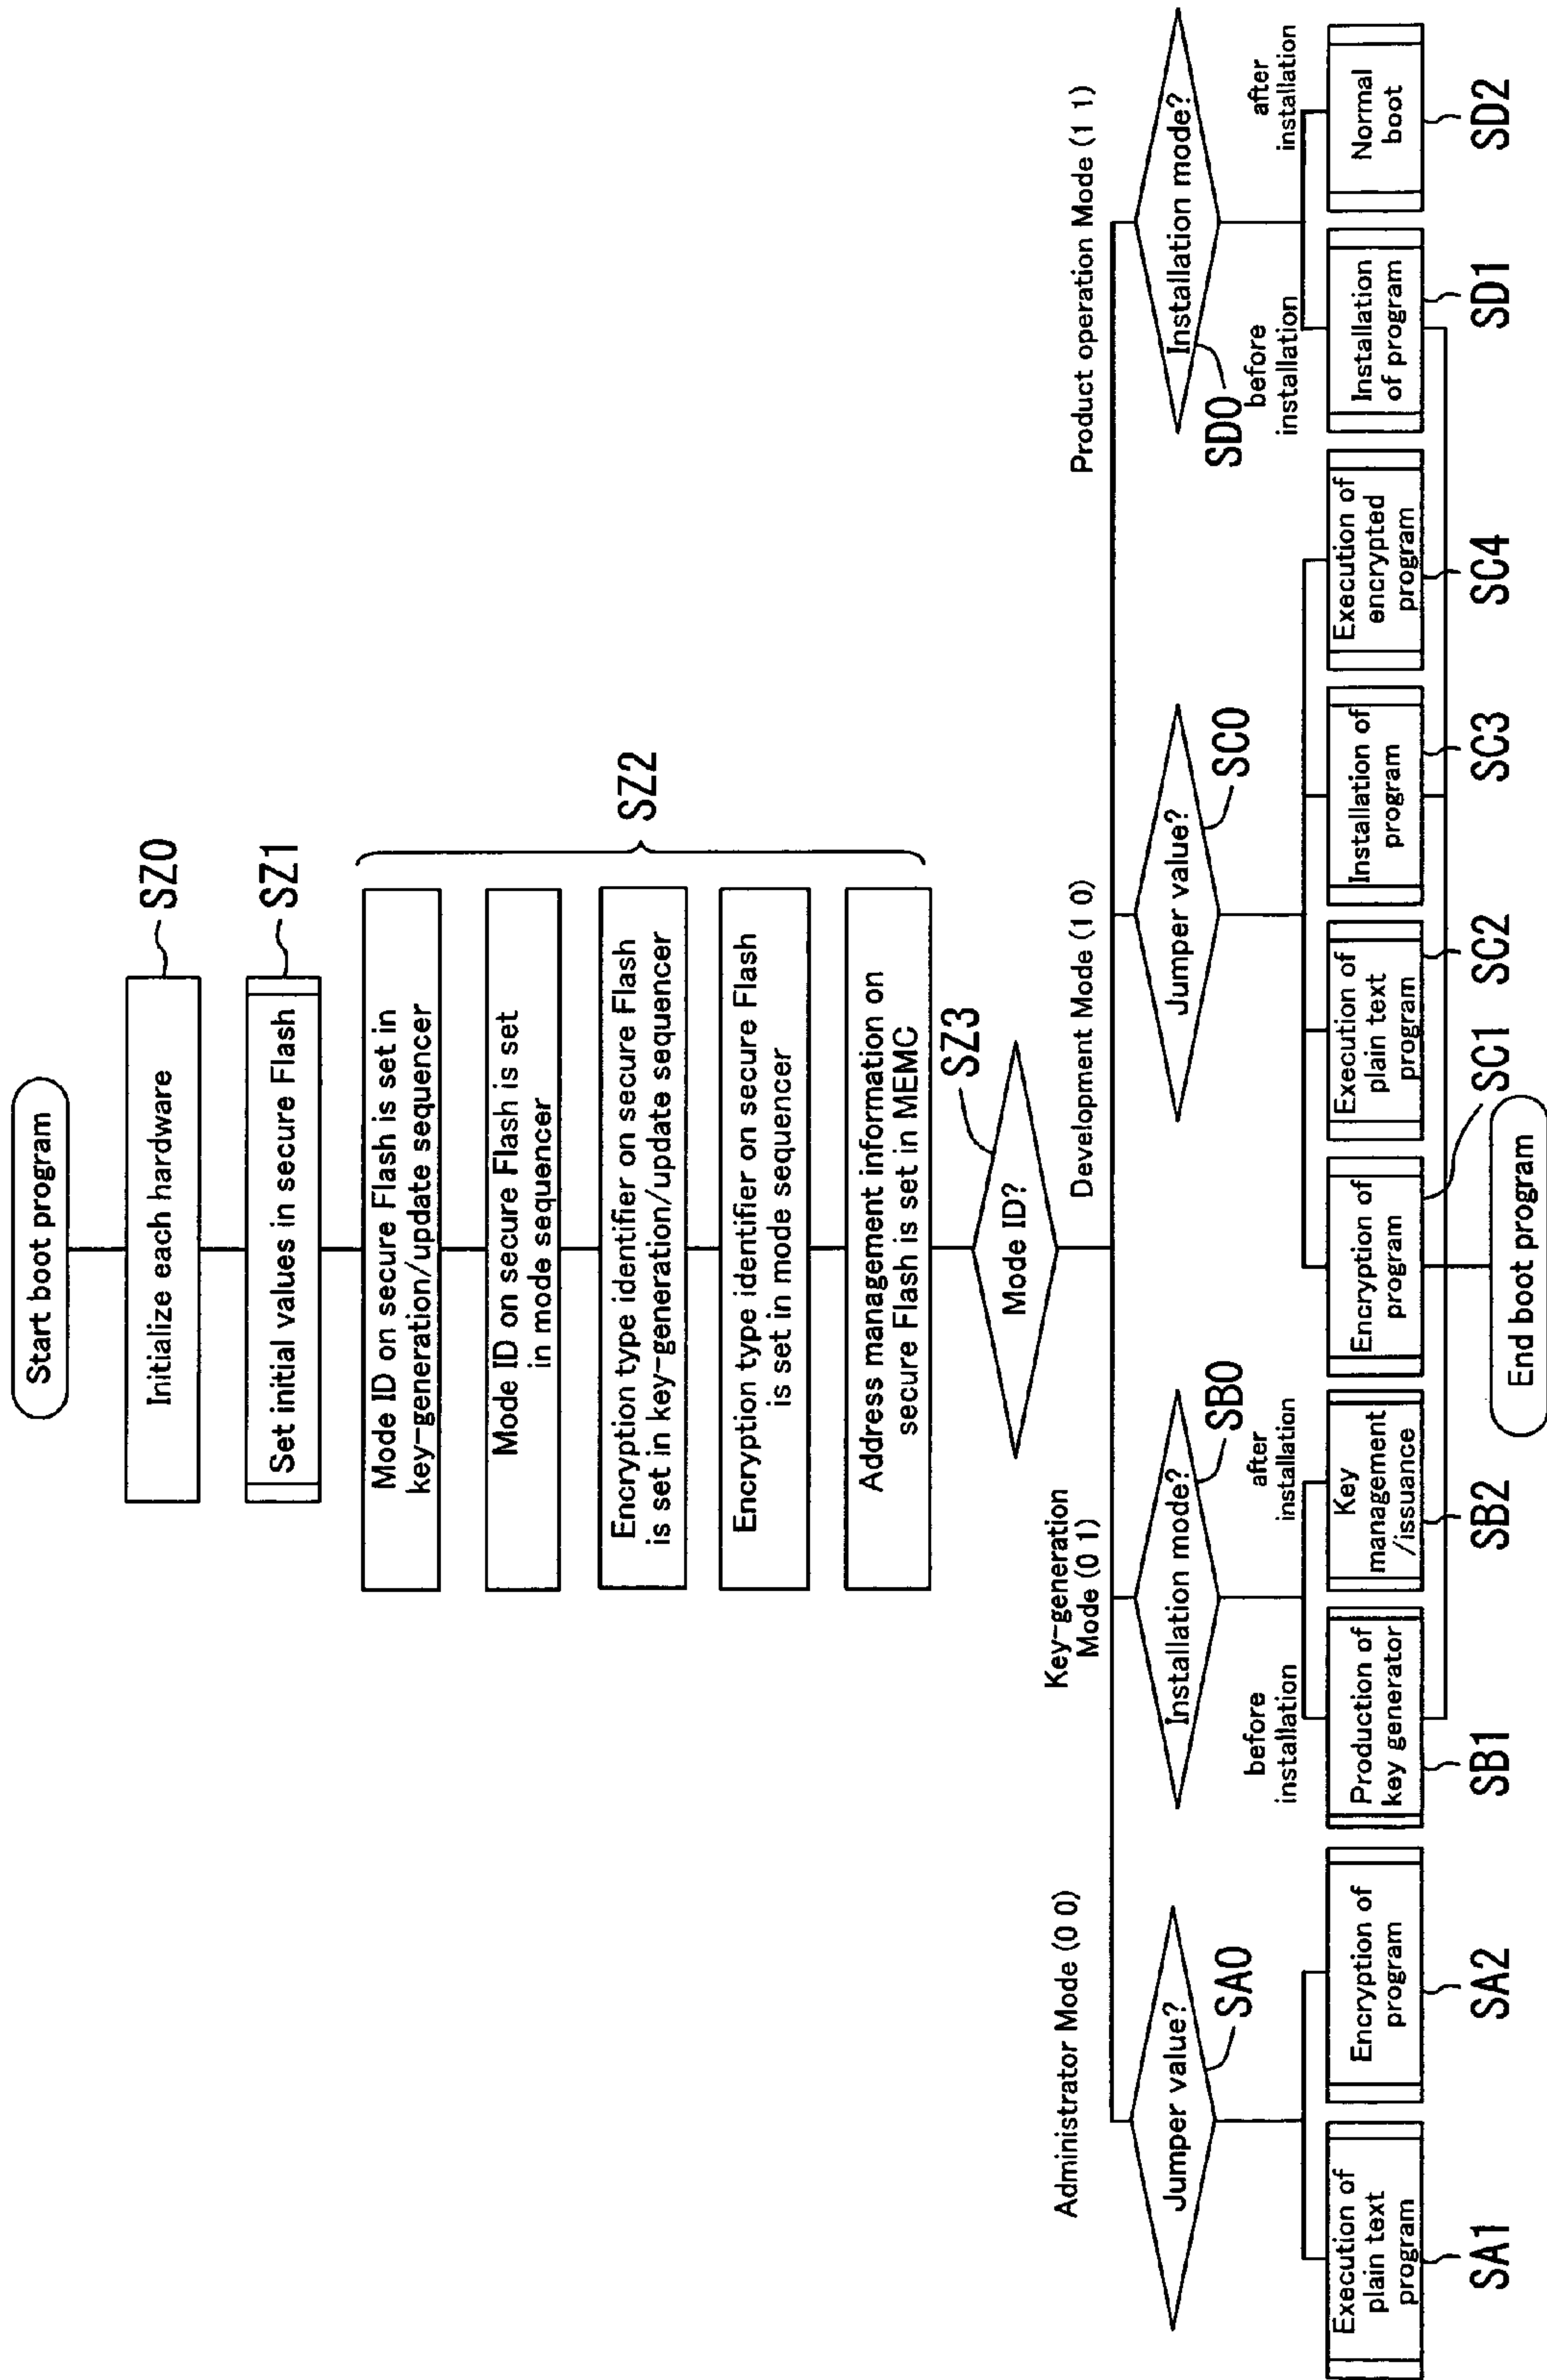 Start boot program
Initialize each hardware
SZ0
Set initial values in secure Flash
SZ1
Mode ID on secure Flash is set in
key-generation/update sequencer
Mode ID on secure Flash is set
in mode sequencer
Encryption type identifier on secure Flash
is set in key-generation/update sequencer
Encryption type identifier on secure Flash
is set in mode sequencer
Address management information on
secure Flash is set in MEMC
SZ2
Mode ID?
SZ3
Administrator Mode (0 0)
Key-generation
Mode (0 1)
Development Mode (1 0)
Product operation Mode (1 1)
Jumper value?
SA0
Installation mode?
SB0
Jumper value?
SC0
Installation mode?
SD0
before
installation
after
installation
before
installation
after
installation
Execution of
plain text
program
SA1
Encryption of
program
SA2
Production of
key generator
SB1
Key
management
/issuance
SB2
Encryption of
program
SC1
Execution of
plain text
program
SC2
Installation of
program
SC3
Execution of
encrypted
program
SC4
Installation
of program
SD1
Normal
boot
SD2
End boot program